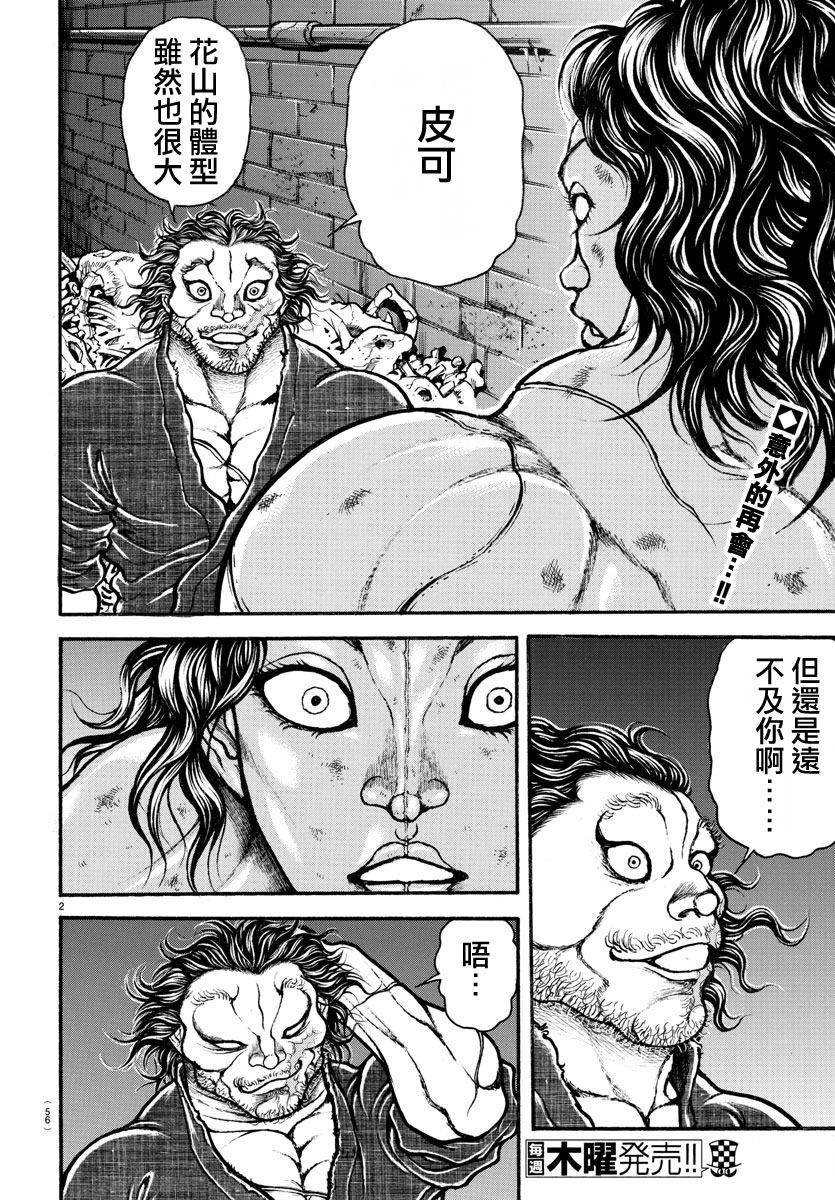 皮可
花山的體型
雖然也很大
◆意外的再會…!!
但還是遠
不及你啊……
唔…
2
(56)
毎週木曜発売!!